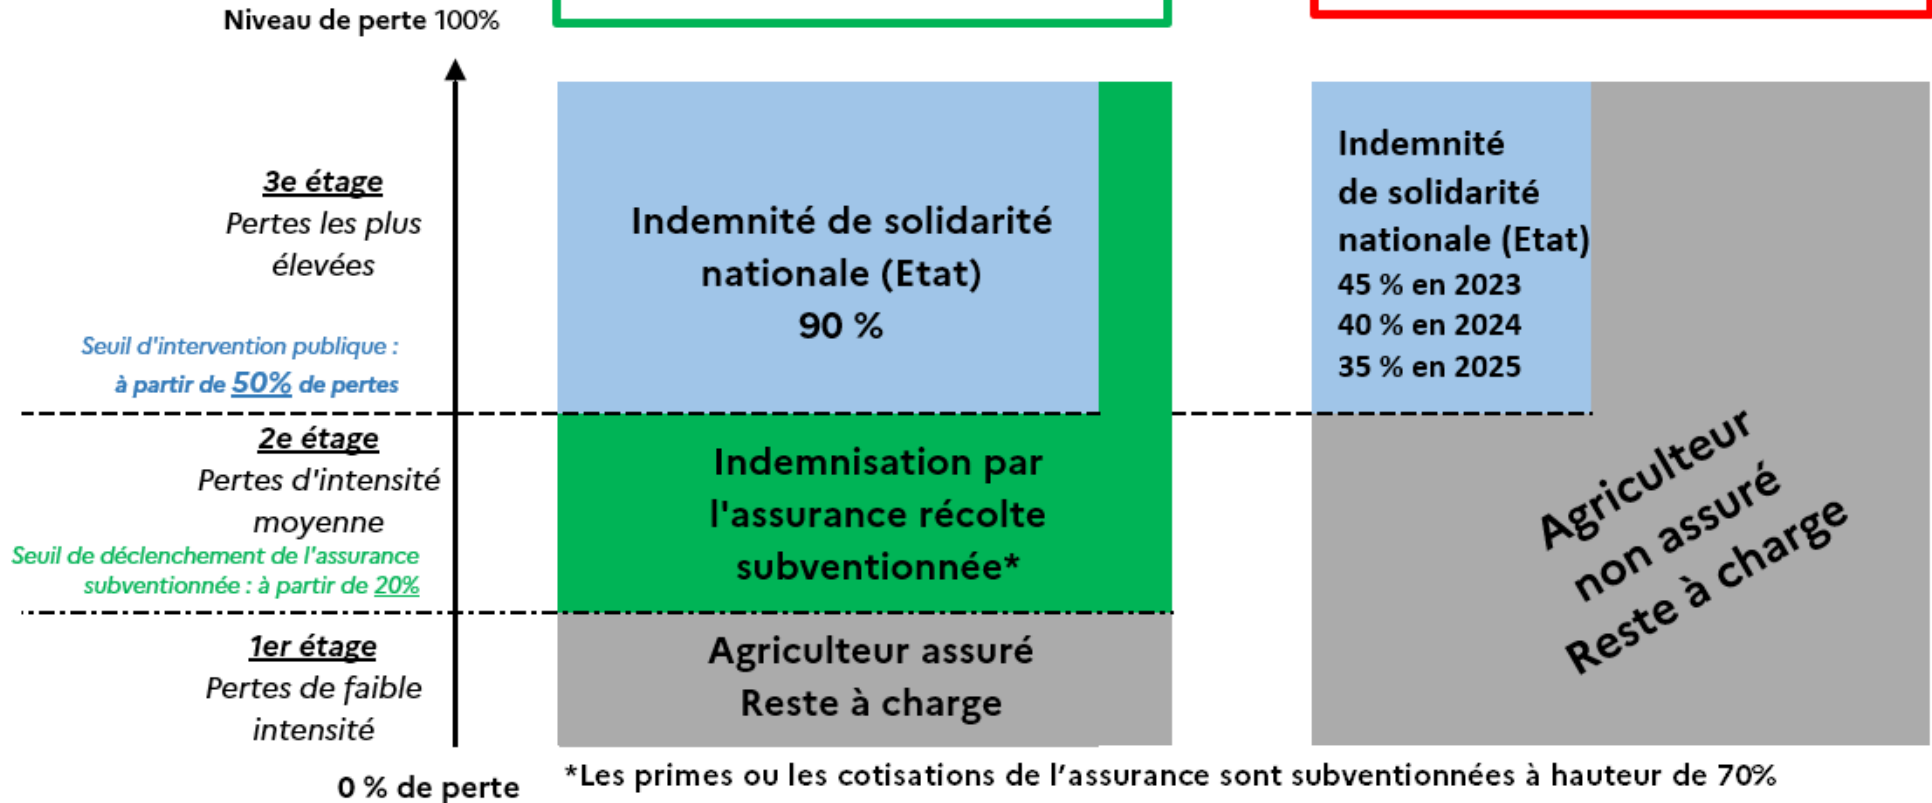 Niveau de perte 100%
3e étage
Pertes les plus
élevées
Seuil d'intervention publique :
à partir de 50% de pertes
2e étage
Pertes d'intensité
moyenne
Seuil de déclenchement de l'assurance
subventionnée : à partir de 20%
1er étage
Pertes de faible
intensité
0 % de perte
Indemnité de solidarité
nationale (Etat)
90 %
Indemnisation par
l'assurance récolte
subventionnée*
Agriculteur assuré
Reste à charge
Indemnité
de solidarité
nationale (Etat)
45 % en 2023
40 % en 2024
35 % en 2025
Agriculteur
non assuré
Reste à charge
*Les primes ou les cotisations de l’assurance sont subventionnées à hauteur de 70%